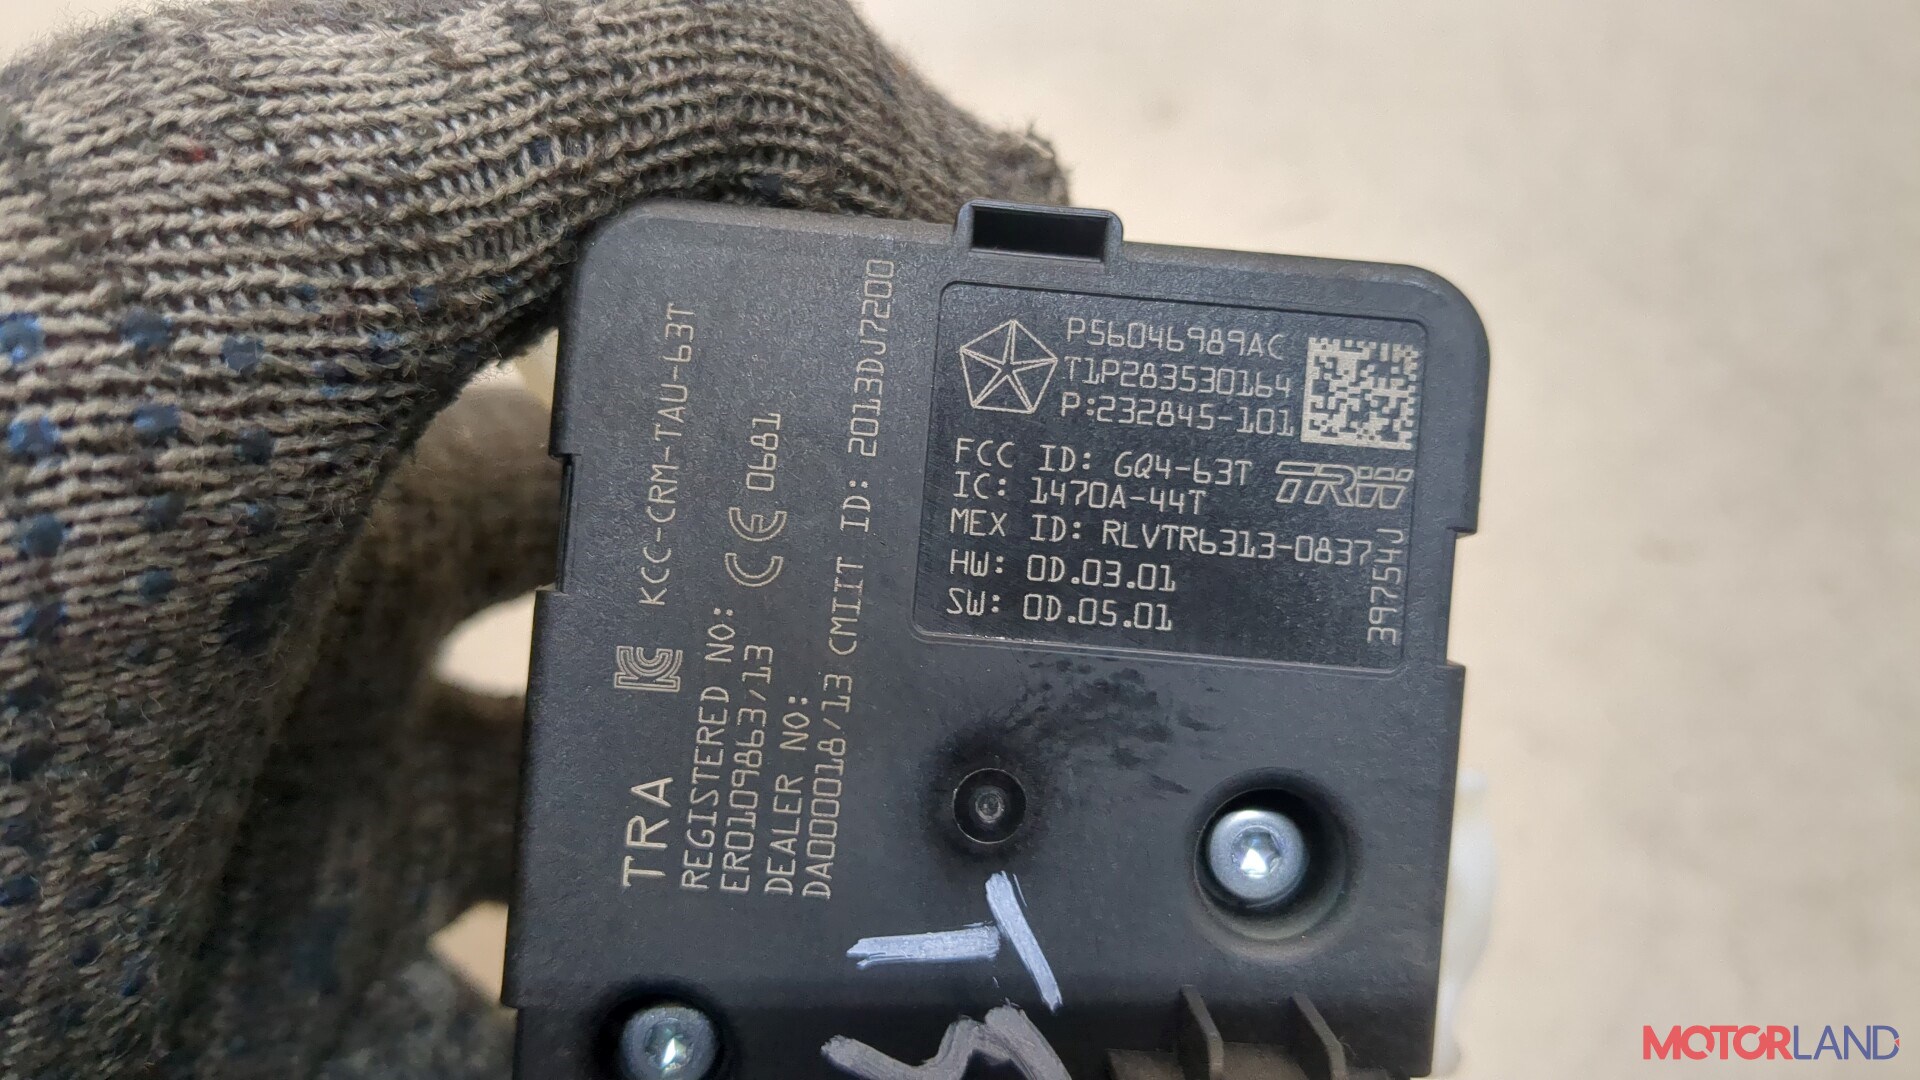 P56046989AC
T1P283530164
P:232845-101
FCC ID: GQ4-63T
TRW
IC: 1470A-44T
MEX ID: RLVTR6313-0837
HW: 0D.03.01
SW: 0D.05.01
39754J
KCC-CRM-TAU-63T
TRA
REGISTERED NO:
ER0109863/13
CE 0681
DEALER NO:
DA0000018/13 CMIIT ID: 2013DJ7200
MOTORLAND